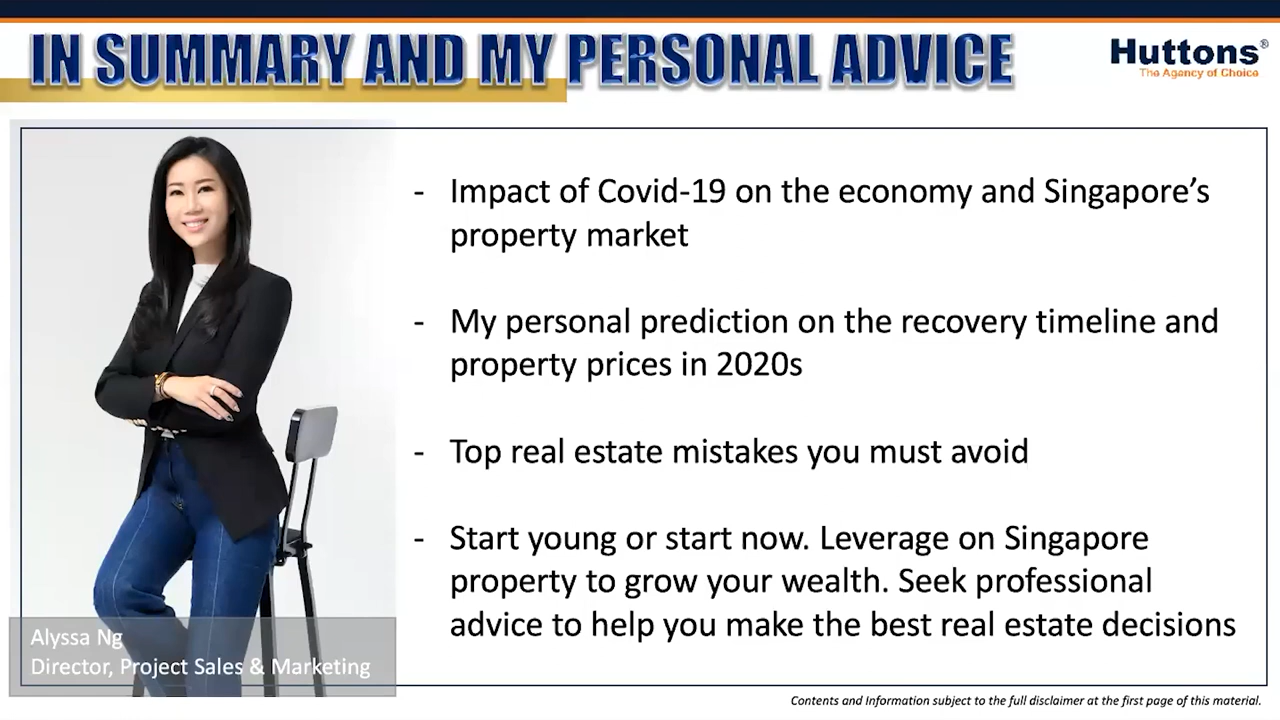 IN SUMMARY AND MY PERSONAL ADVICE
Huttons®
The Agency of Choice
- Impact of Covid-19 on the economy and Singapore’s
property market
- My personal prediction on the recovery timeline and
property prices in 2020s
- Top real estate mistakes you must avoid
- Start young or start now. Leverage on Singapore
property to grow your wealth. Seek professional
advice to help you make the best real estate decisions
Alyssa Ng
Director, Project Sales & Marketing
Contents and Information subject to the full disclaimer at the first page of this material.